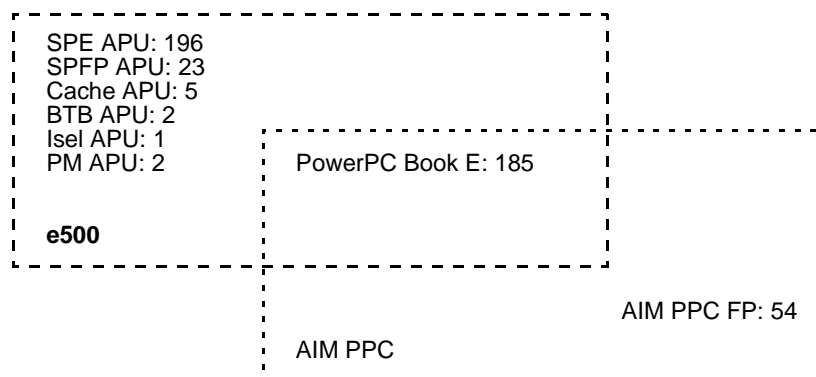 SPE APU: 196
SPFP APU: 23
Cache APU: 5
BTB APU: 2
Isel APU: 1
PM APU: 2
PowerPC Book E: 185
e500
AIM PPC FP: 54
AIM PPC